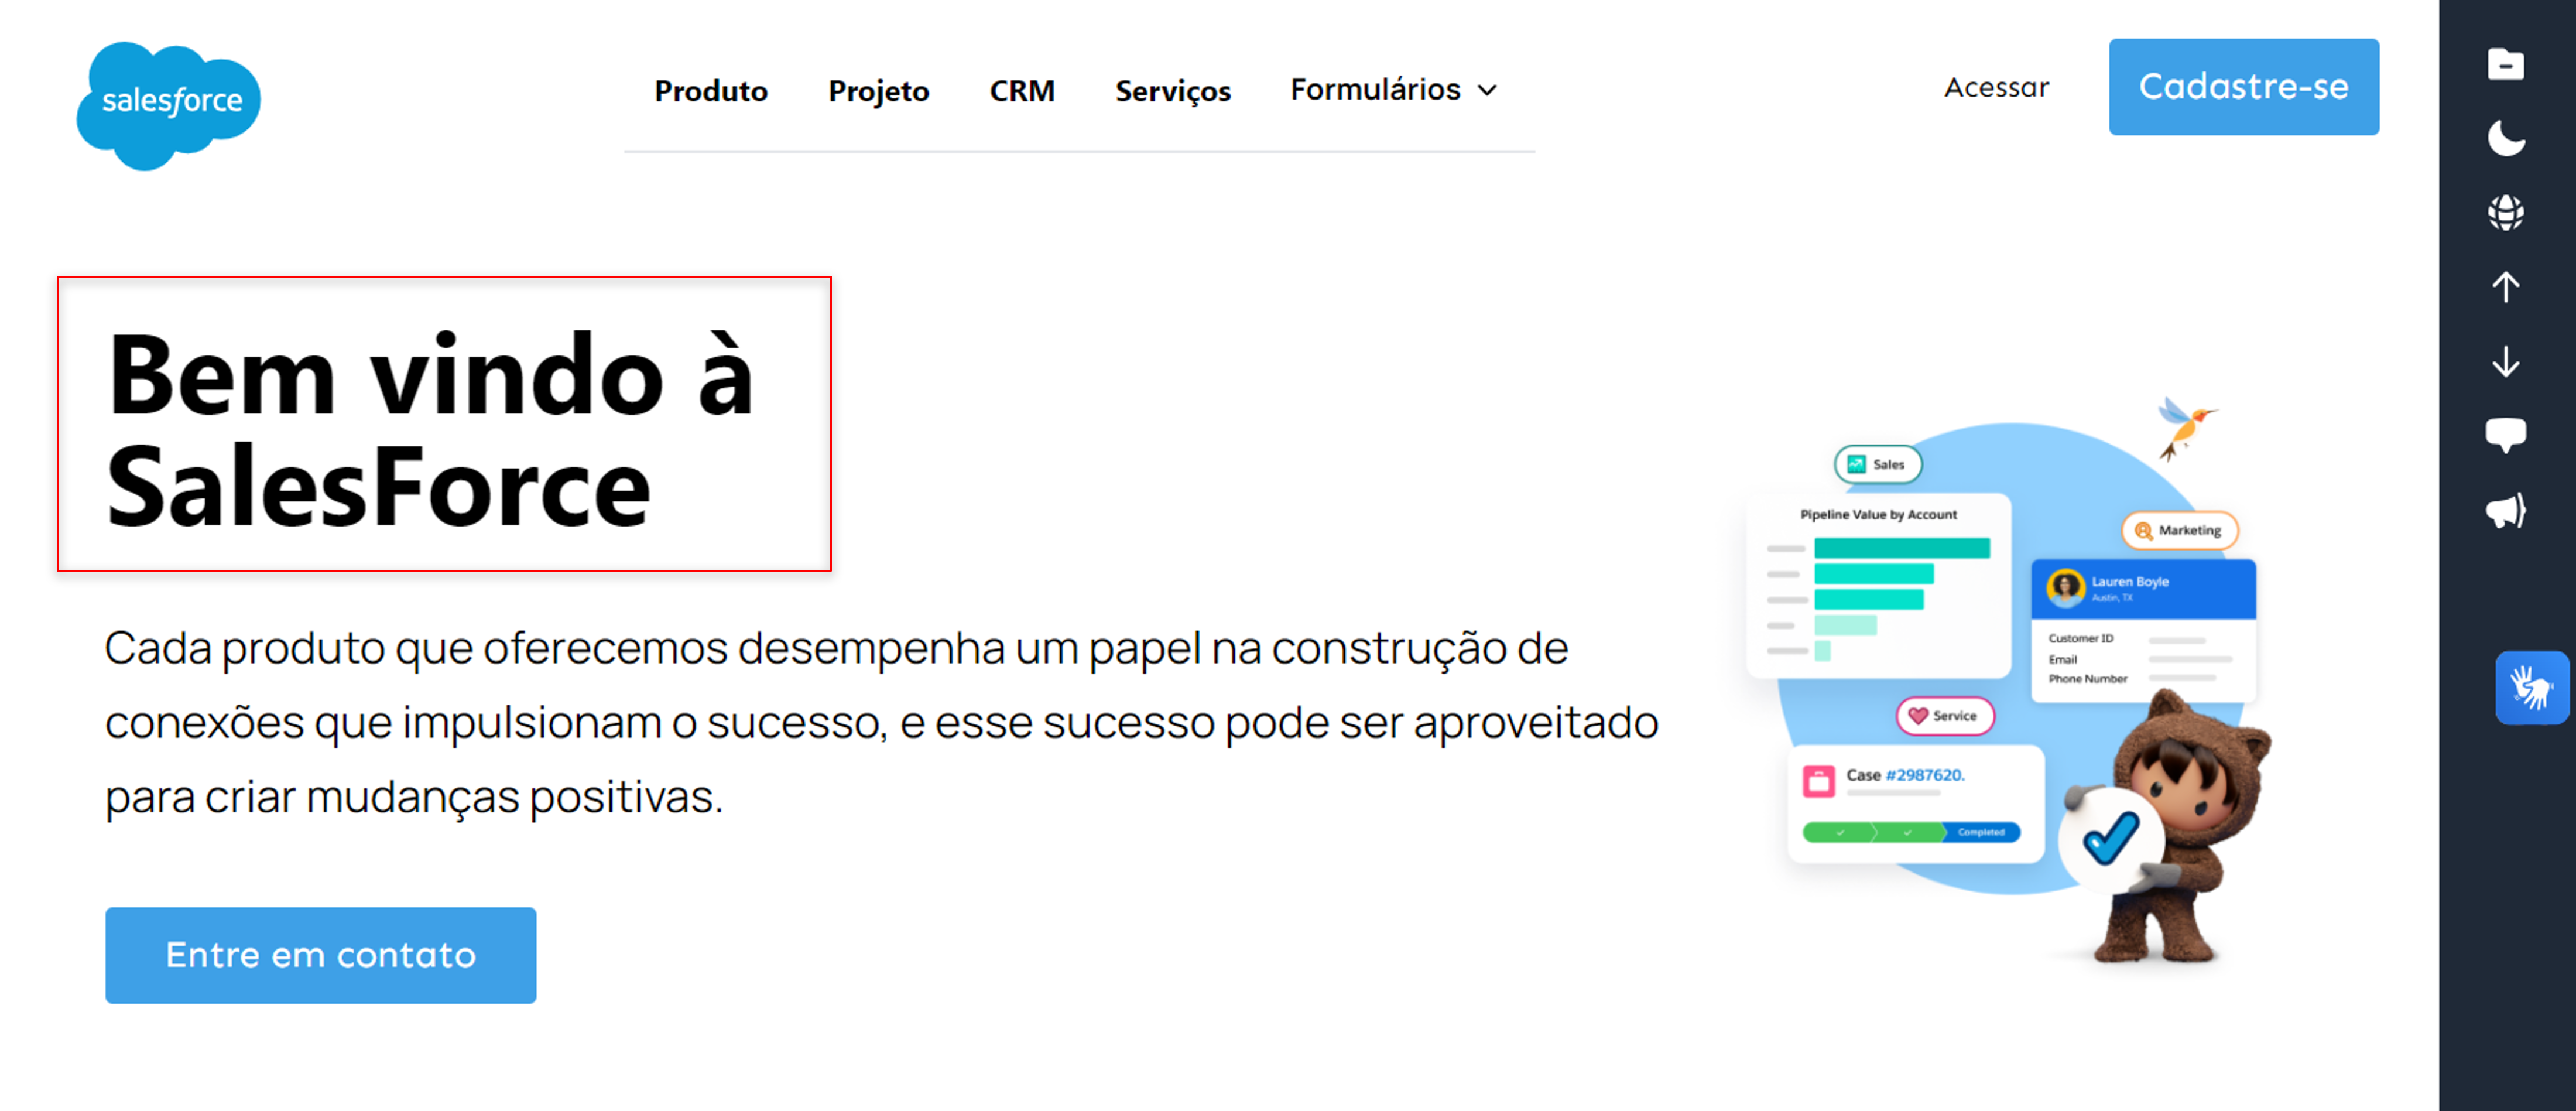 salesforce
Produto
Projeto
CRM
Serviços
Formulários
Acessar
Cadastre-se
Bem vindo à
SalesForce
Cada produto que oferecemos desempenha um papel na construção de
conexões que impulsionam o sucesso, e esse sucesso pode ser aproveitado
para criar mudanças positivas.
Entre em contato
Sales
Pipeline Value by Account
Marketing
Lauren Boyle
Austin, TX
Customer ID
Email
Phone Number
Service
Case #2987620.
Completed